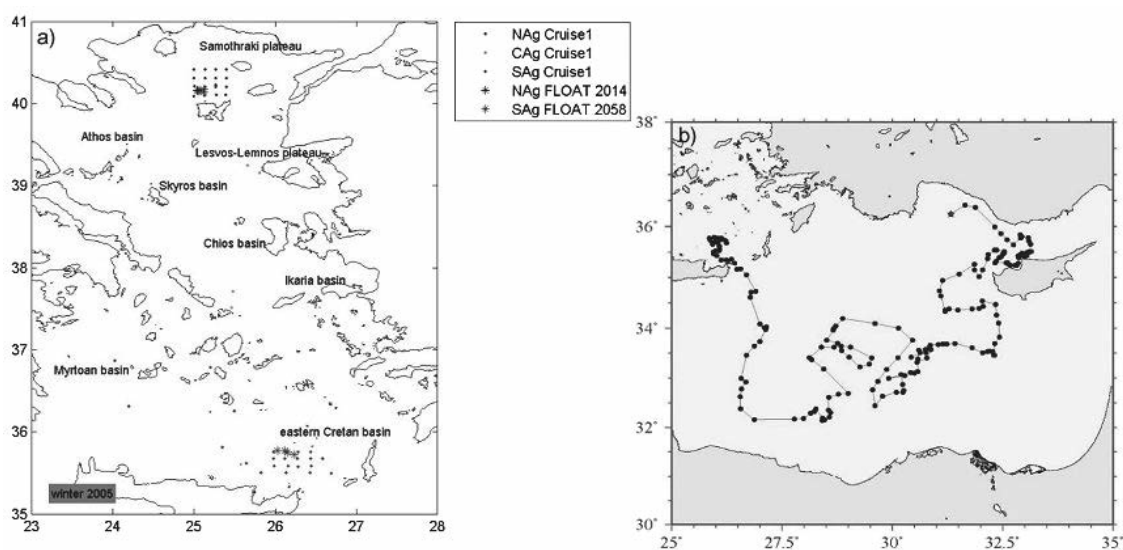 a)
Samothraki plateau
Athos basin
Lesvos-Lemnos plateau
Skyros basin
Chios basin
Ikaria basin
Myrtoan basin
eastern Cretan basin
winter 2005
41
40
39
38
37
36
35
23 24 25 26 27 28
NAg Cruise1
CAg Cruise1
SAg Cruise1
NAg FLOAT 2014
SAg FLOAT 2058
b)
38°
36°
34°
32°
30°
25° 27.5° 30° 32.5° 35°